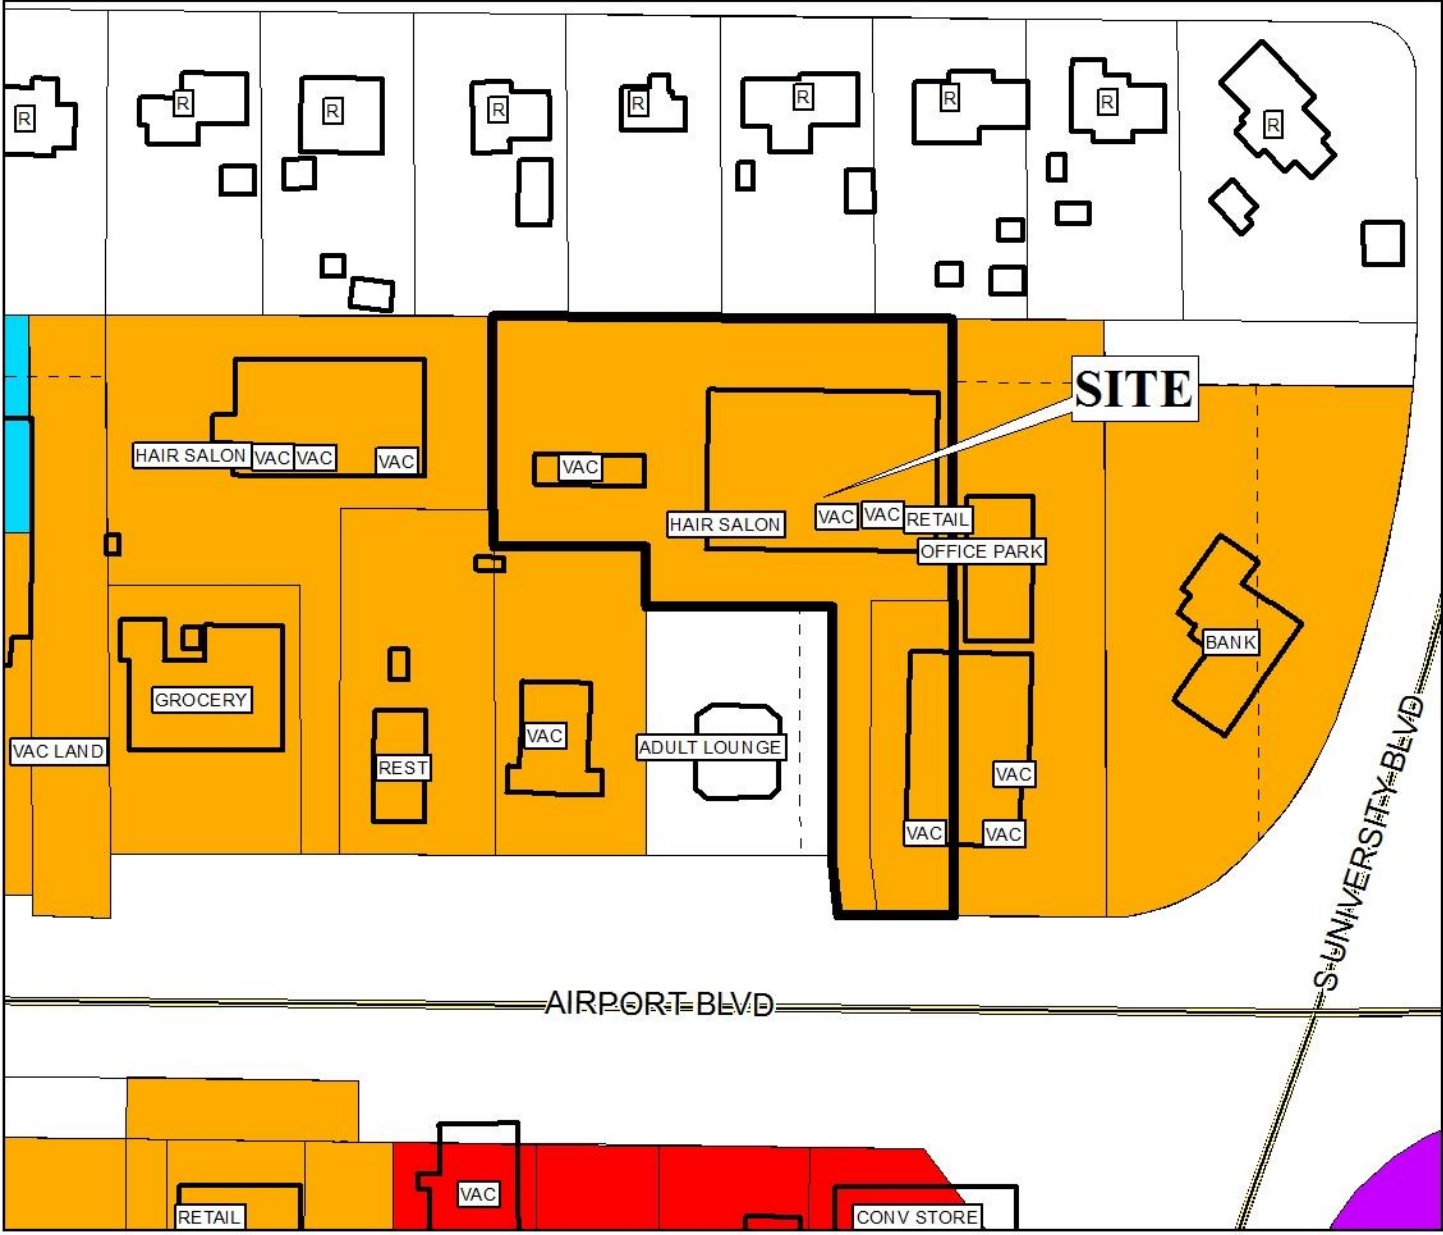 R
R
R
R
R
R
R
R
R
SITE
HAIR SALON
VAC
VAC
VAC
VAC
HAIR SALON
VAC
VAC
RETAIL
OFFICE PARK
BANK
GROCERY
VAC LAND
REST
VAC
ADULT LOUNGE
VAC
VAC
VAC
S UNIVERSITY BLVD
AIRPORT BLVD
RETAIL
VAC
CONV STORE